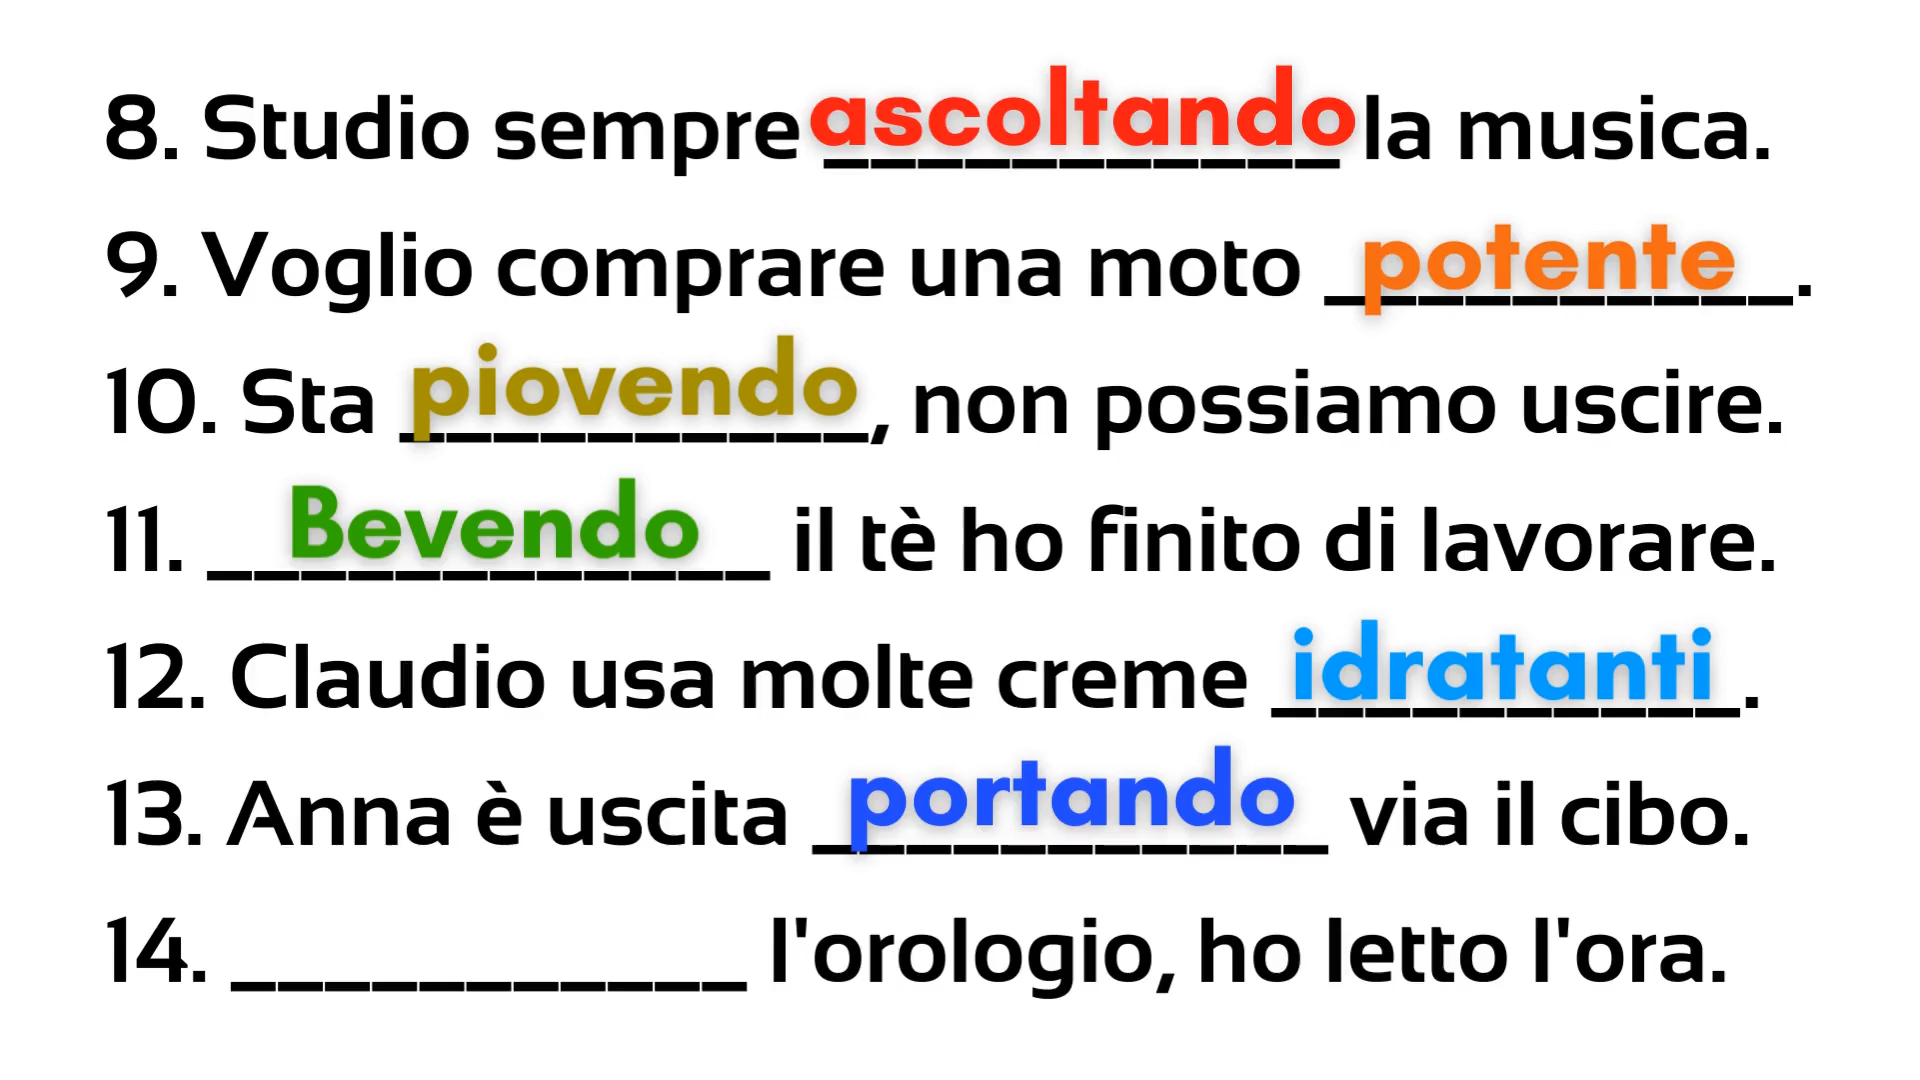 8. Studio sempre ascoltando la musica.
9. Voglio comprare una moto potente.
10. Sta piovendo, non possiamo uscire.
11. Bevendo il tè ho finito di lavorare.
12. Claudio usa molte creme idratanti.
13. Anna è uscita portando via il cibo.
14. ___________ l'orologio, ho letto l'ora.